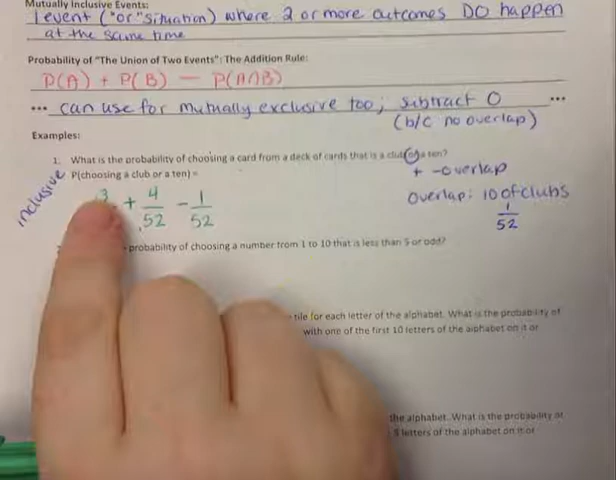 Mutually Inclusive Events:
1 event ("or" situation) where 2 or more outcomes DO happen
at the same time
Probability of "The Union of Two Events": The Addition Rule:
P(A) + P(B) — P(A∩B)
... can use for mutually exclusive too; subtract 0 ...
(b/c no overlap)
Examples:
1. What is the probability of choosing a card from a deck of cards that is a club or a ten?
+ -overlap
P(choosing a club or a ten) =
inclusive
overlap: 10 of clubs
1/52
3 + 4/52 - 1/52
probability of choosing a number from 1 to 10 that is less than 5 or odd?
tile for each letter of the alphabet. What is the probability of
with one of the first 10 letters of the alphabet on it or
the alphabet. What is the probability of
5 letters of the alphabet on it or